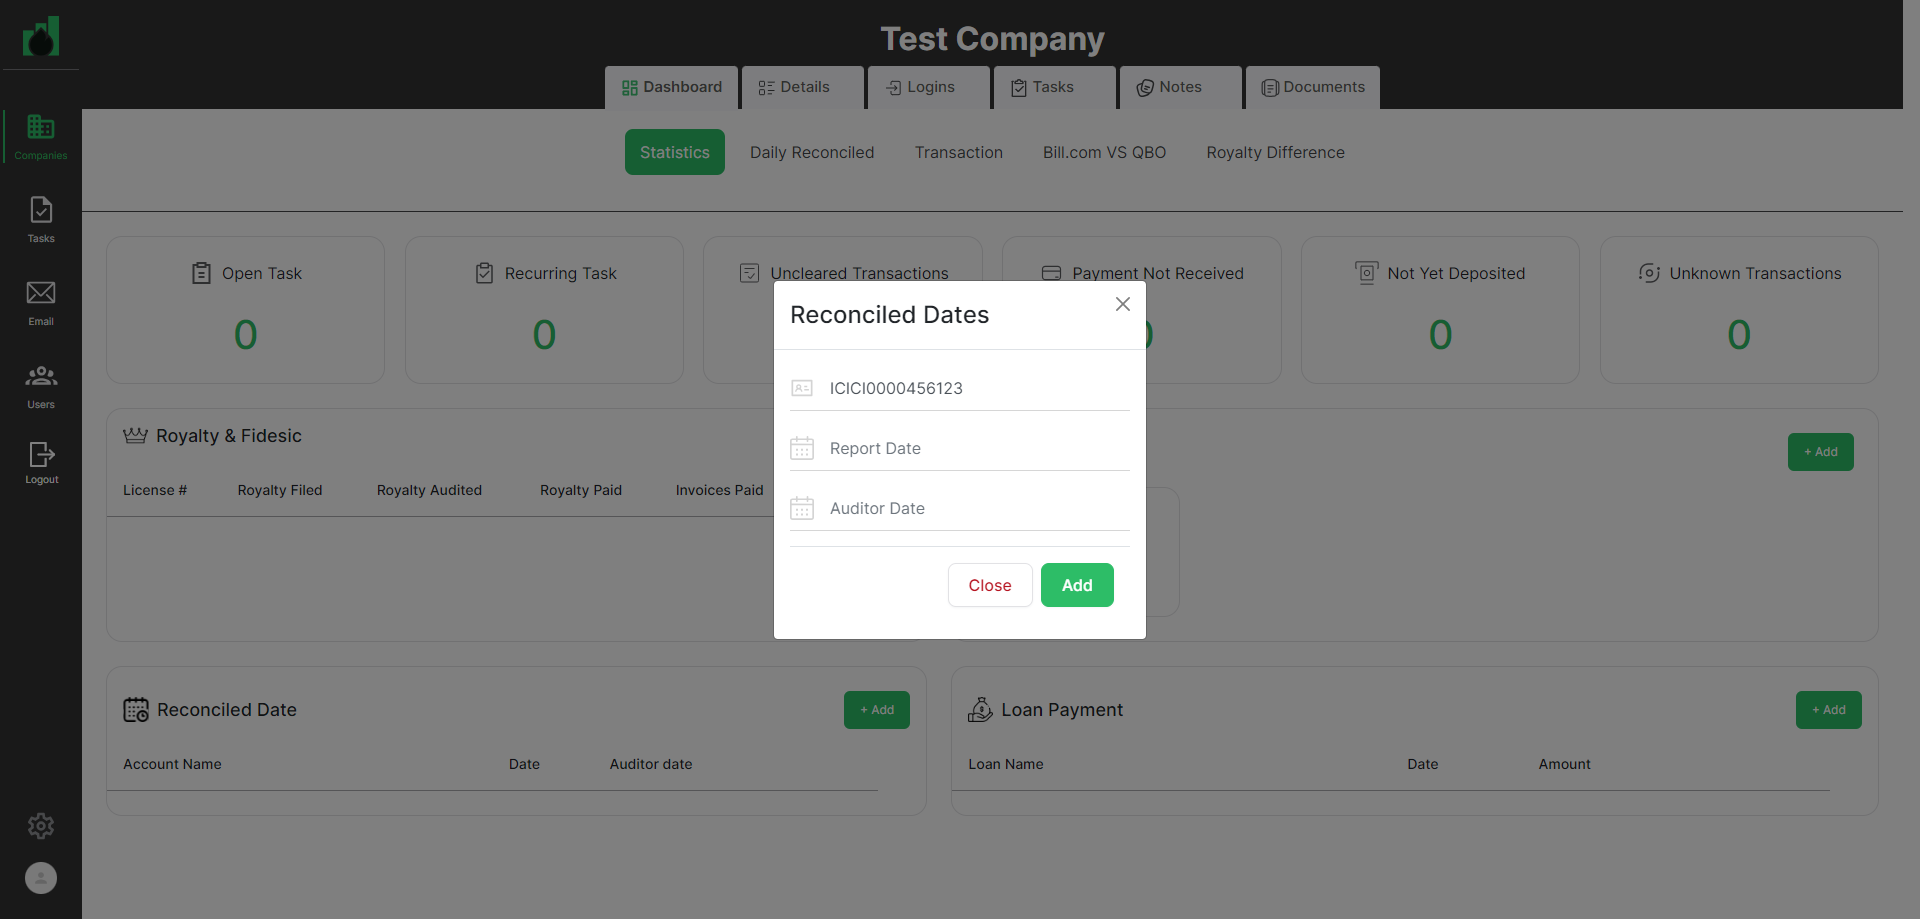 Test Company
Dashboard
Details
Logins
Tasks
Notes
Documents
Companies
Tasks
Email
Users
Logout
Statistics
Daily Reconciled
Transaction
Bill.com VS QBO
Royalty Difference
Open Task
0
Recurring Task
0
Uncleared Transactions
Payment Not Received
Not Yet Deposited
0
Unknown Transactions
0
Reconciled Dates
ICICI0000456123
Report Date
Auditor Date
Close
Add
Royalty & Fidesic
+ Add
License #
Royalty Filed
Royalty Audited
Royalty Paid
Invoices Paid
Reconciled Date
+ Add
Account Name
Date
Auditor date
Loan Payment
+ Add
Loan Name
Date
Amount